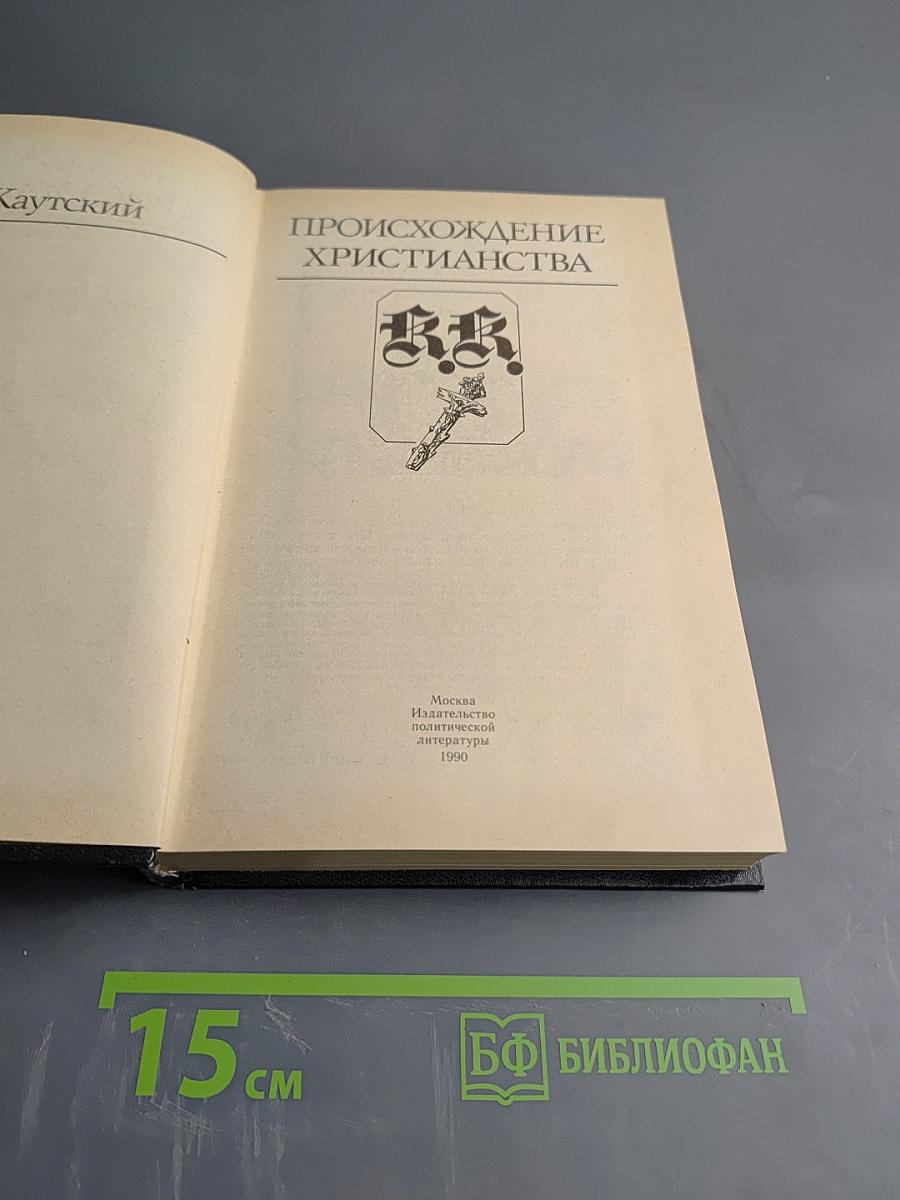 Каутский
ПРОИСХОЖДЕНИЕ
ХРИСТИАНСТВА
K.K.
Москва
Издательство
политической
литературы
1990
15 см
БФ БИБЛИОФАН